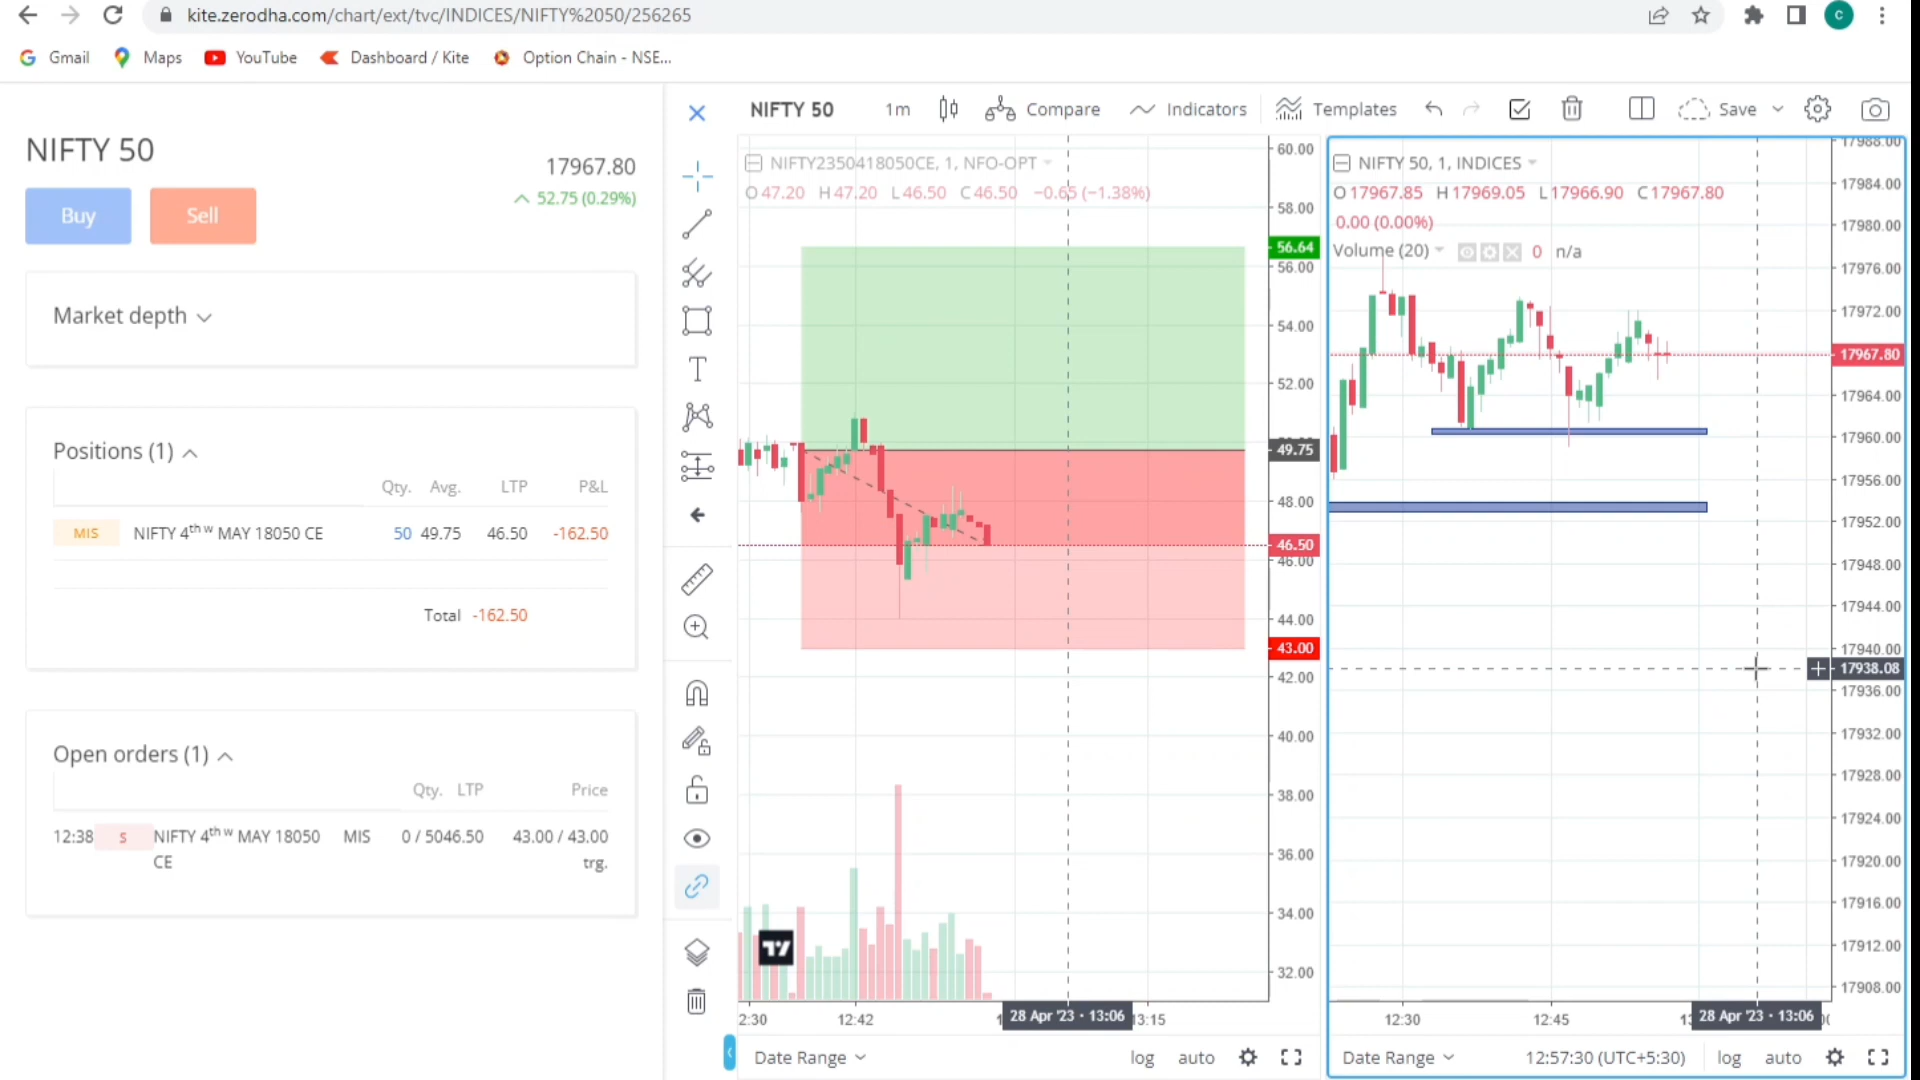 kite.zerodha.com/chart/ext/tvc/INDICES/NIFTY%2050/256265
C
Gmail Maps YouTube Dashboard / Kite Option Chain - NSE...
NIFTY 50
17967.80
52.75 (0.29%)
Buy Sell
Market depth
Positions (1)
Qty. Avg. LTP P&L
MIS NIFTY 4th w MAY 18050 CE 50 49.75 46.50 -162.50
Total -162.50
Open orders (1)
Qty. LTP Price
12:38 S NIFTY 4th w MAY 18050 MIS 0 / 5046.50 43.00 / 43.00
CE trg.
NIFTY 50 1m Compare Indicators Templates Save
NIFTY2350418050CE, 1, NFO-OPT
O 47.20 H 47.20 L 46.50 C 46.50 −0.65 (−1.38%)
60.00
58.00
56.64
56.00
54.00
52.00
49.75
48.00
46.50
46.00
44.00
43.00
42.00
40.00
38.00
36.00
34.00
32.00
2:30 12:42 28 Apr '23 · 13:06 13:15
Date Range log auto
NIFTY 50, 1, INDICES
O 17967.85 H 17969.05 L 17966.90 C 17967.80
0.00 (0.00%)
Volume (20) 0 n/a
17988.00
17984.00
17980.00
17976.00
17972.00
17967.80
17964.00
17960.00
17956.00
17952.00
17948.00
17944.00
17940.00
17938.08
17936.00
17932.00
17928.00
17924.00
17920.00
17916.00
17912.00
17908.00
12:30 12:45 28 Apr '23 · 13:06
Date Range 12:57:30 (UTC+5:30) log auto